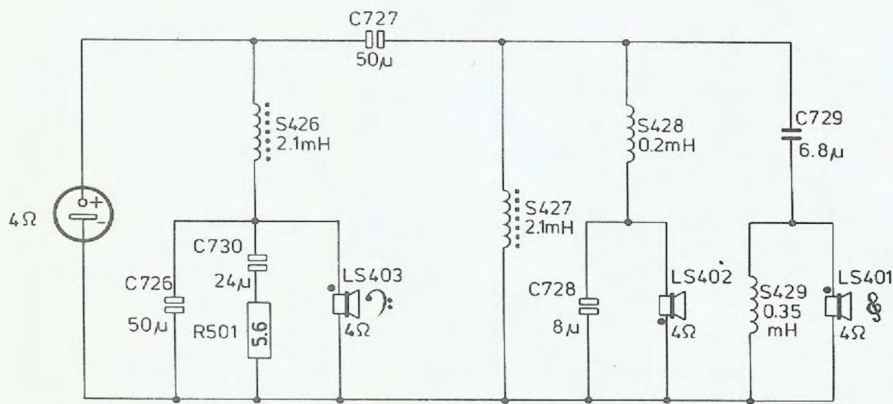 C727
50µ
S426
2.1mH
S428
0.2mH
C729
6.8µ
4Ω
+
-
S427
2.1mH
C730
24µ
C726
50µ
R501
5.6
LS403
4Ω
C728
8µ
LS402
4Ω
S429
0.35
mH
LS401
4Ω